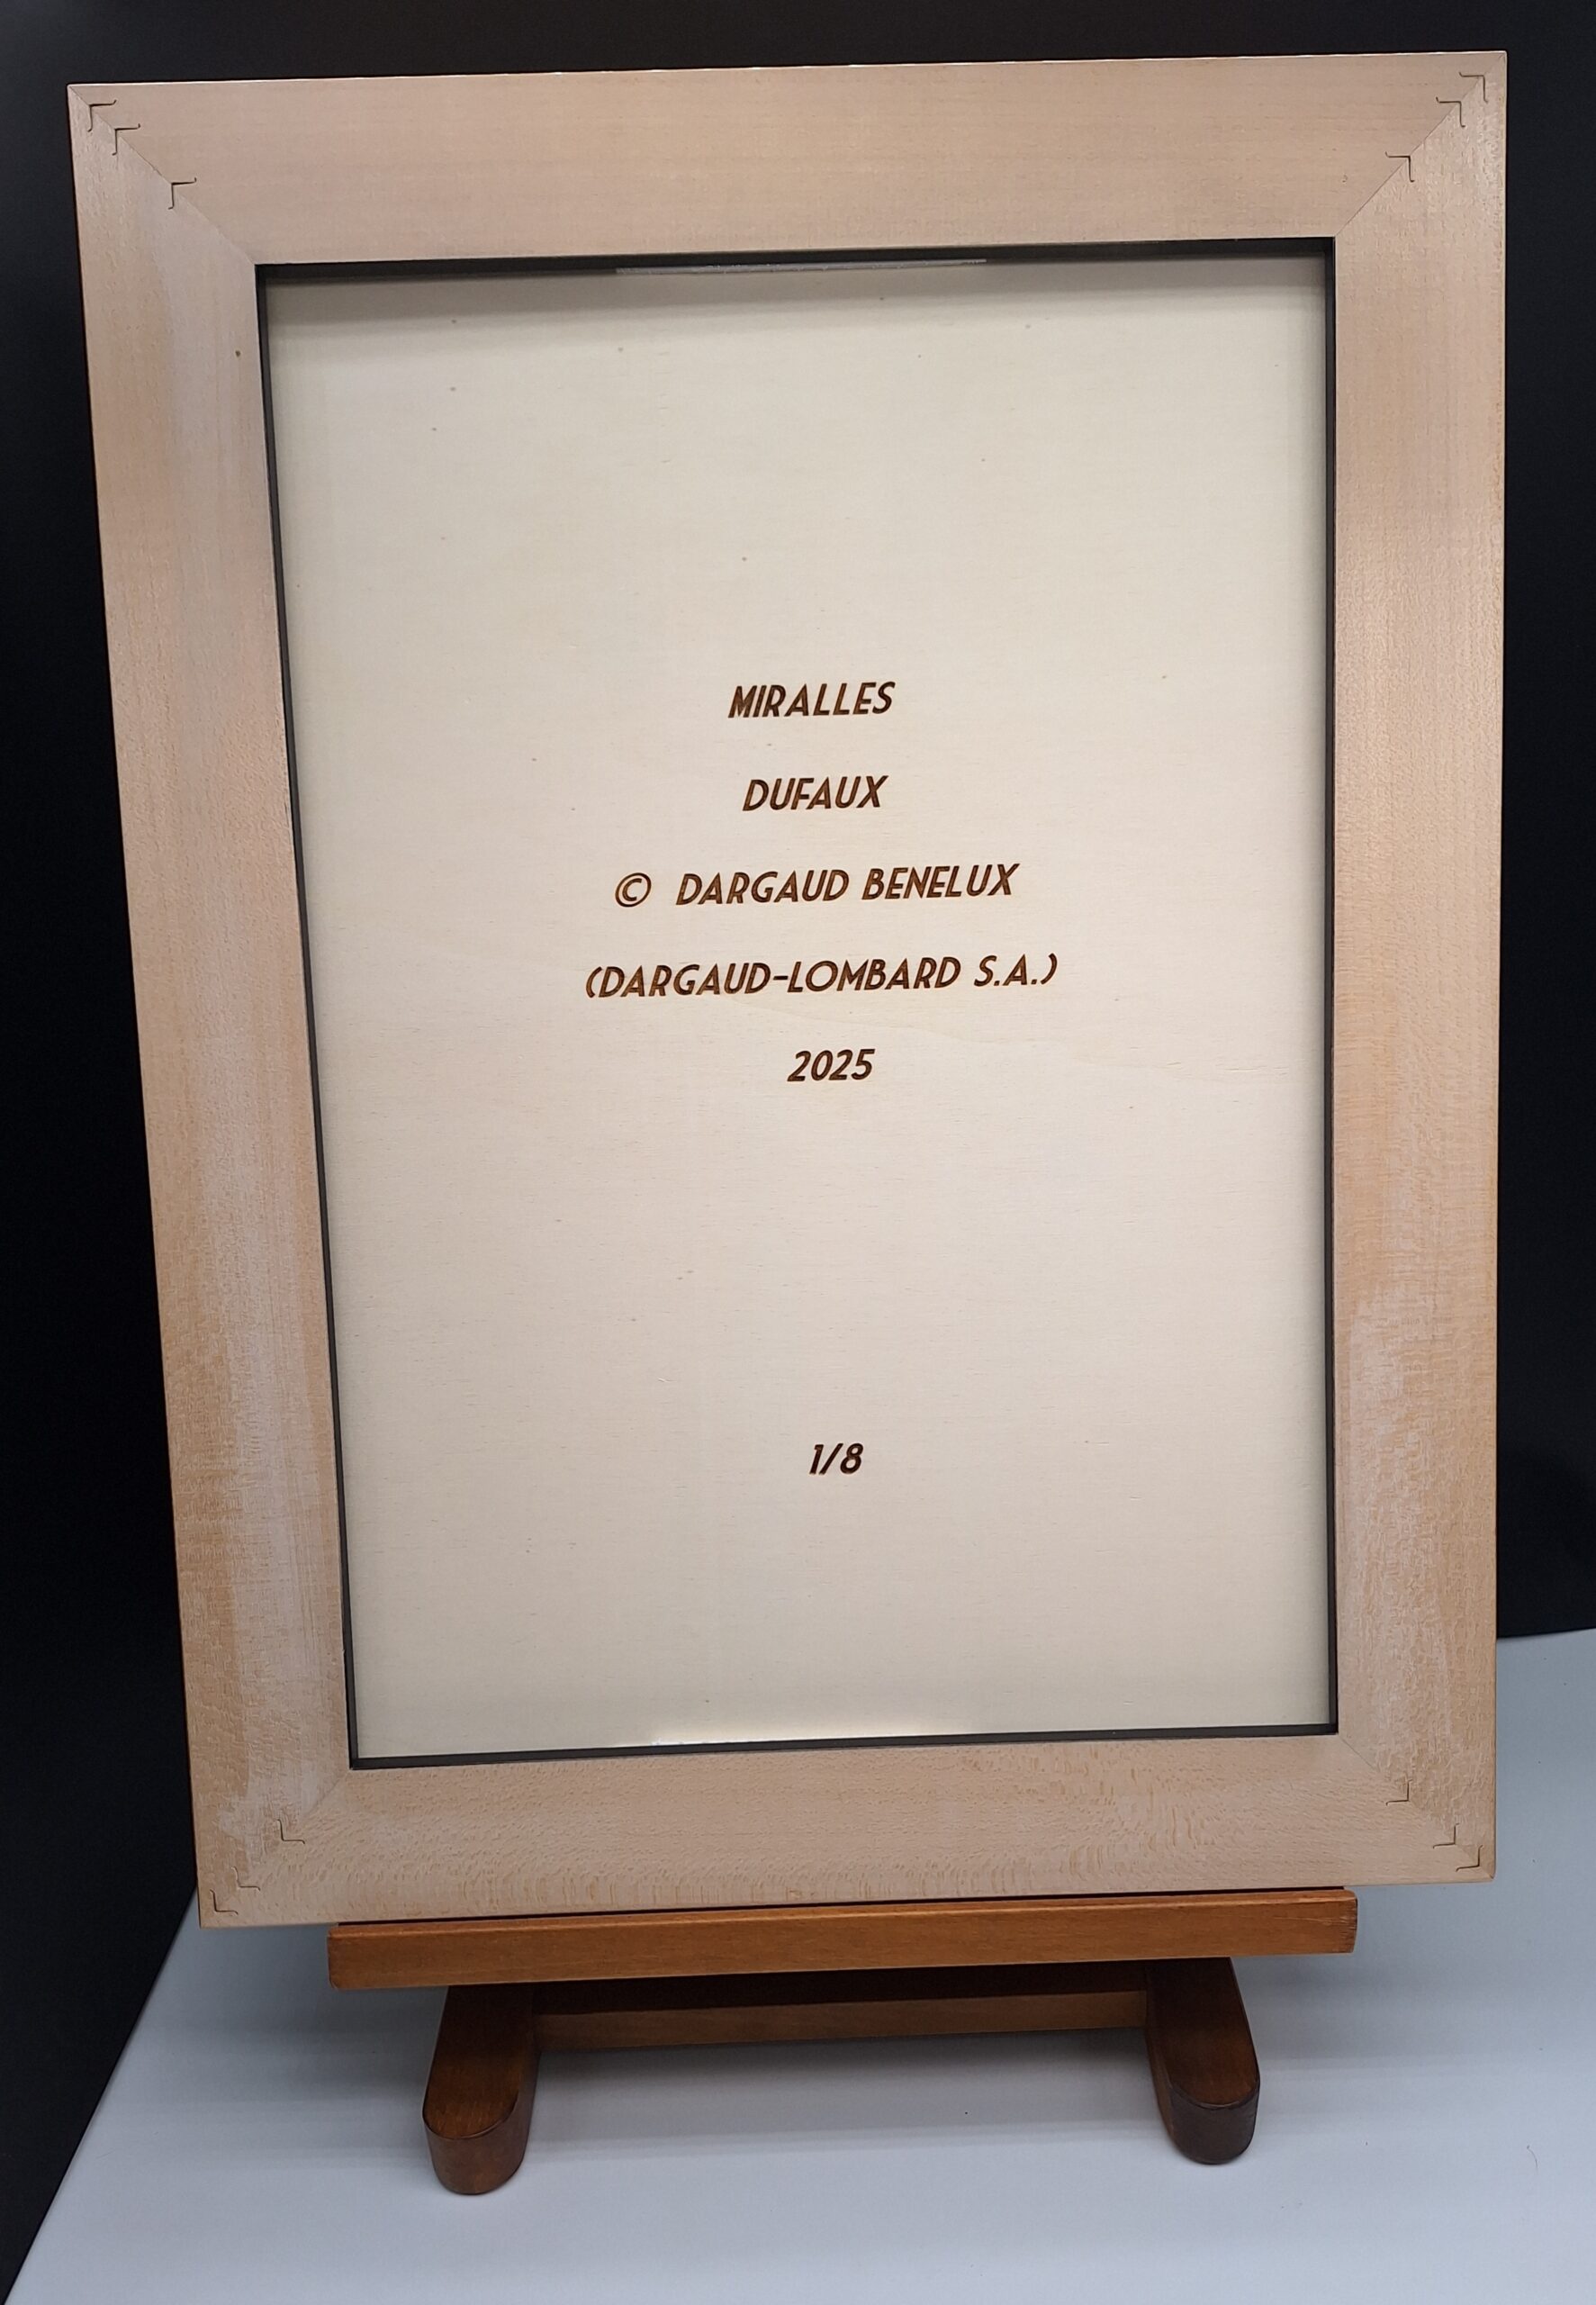 MIRALLES
DUFAUX
© DARGAUD BENELUX
(DARGAUD-LOMBARD S.A.)
2025
1/8